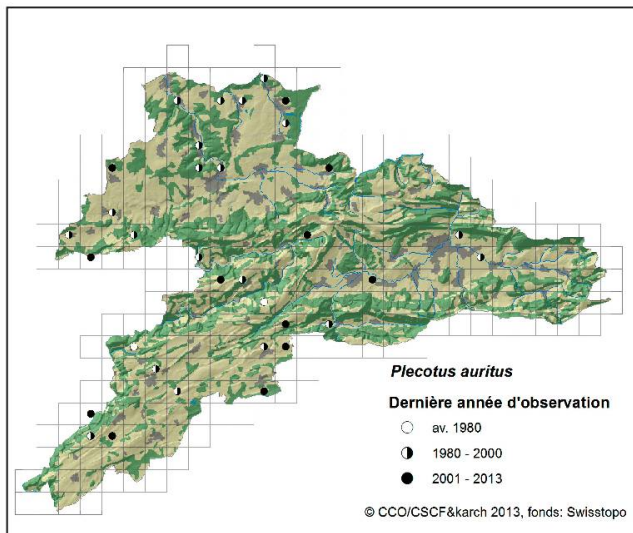 Plecotus auritus
Dernière année d'observation
av. 1980
1980 - 2000
2001 - 2013
© CCO/CSCF&karch 2013, fonds: Swisstopo